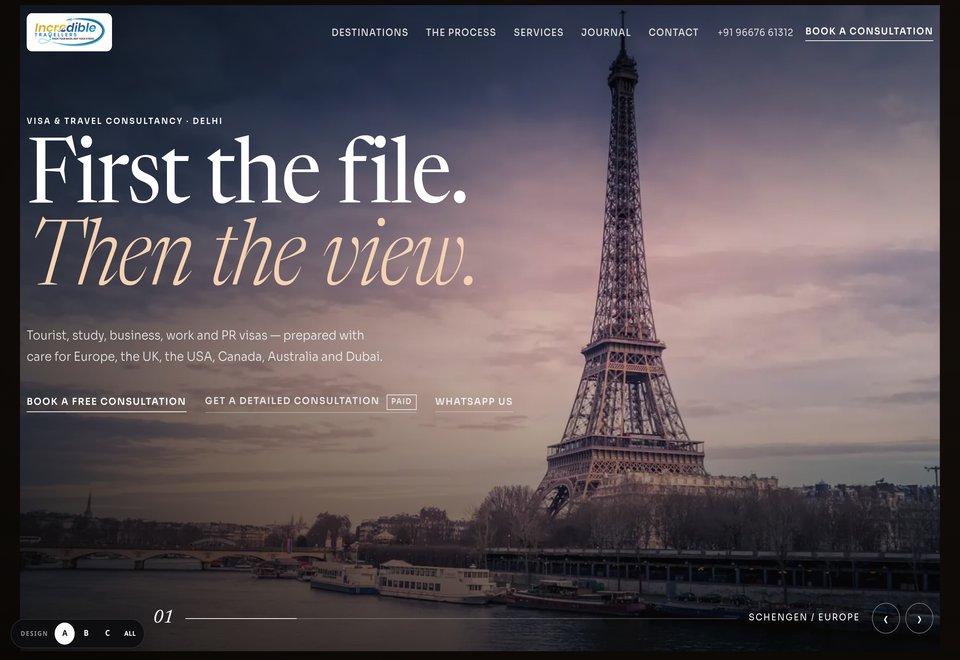 Incredible
TRAVELLERS
DESTINATIONS THE PROCESS SERVICES JOURNAL CONTACT +91 96676 61312 BOOK A CONSULTATION
VISA & TRAVEL CONSULTANCY · DELHI
First the file.
Then the view.
Tourist, study, business, work and PR visas — prepared with
care for Europe, the UK, the USA, Canada, Australia and Dubai.
BOOK A FREE CONSULTATION GET A DETAILED CONSULTATION PAID WHATSAPP US
01 SCHENGEN / EUROPE ‹ ›
DESIGN A B C ALL